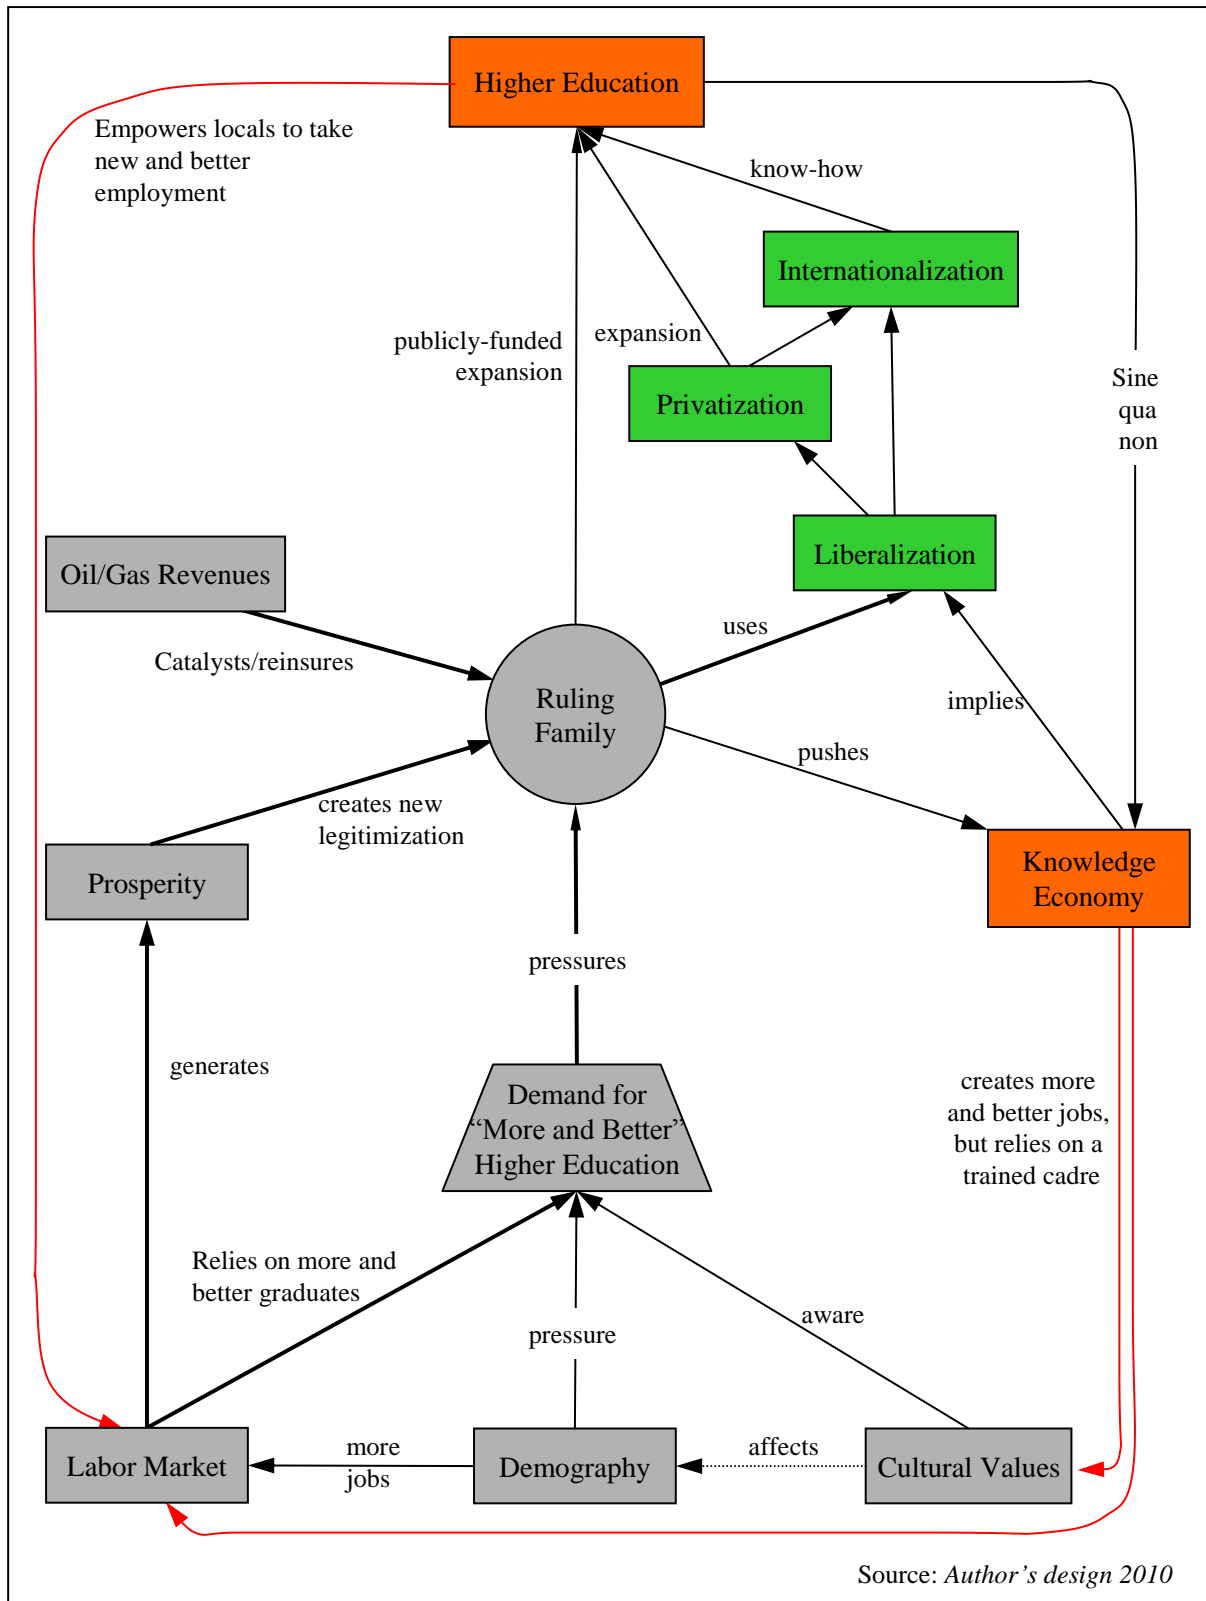 Higher Education
Empowers locals to take
new and better
employment
know-how
Internationalization
publicly-funded
expansion
expansion
Privatization
Sine
qua
non
Oil/Gas Revenues
Liberalization
uses
Catalysts/reinsures
Ruling
Family
implies
pushes
creates new
legitimization
Prosperity
Knowledge
Economy
pressures
generates
Demand for
“More and Better”
Higher Education
creates more
and better jobs,
but relies on a
trained cadre
Relies on more and
better graduates
pressure
aware
Labor Market
more
jobs
Demography
affects
Cultural Values
Source: Author’s design 2010